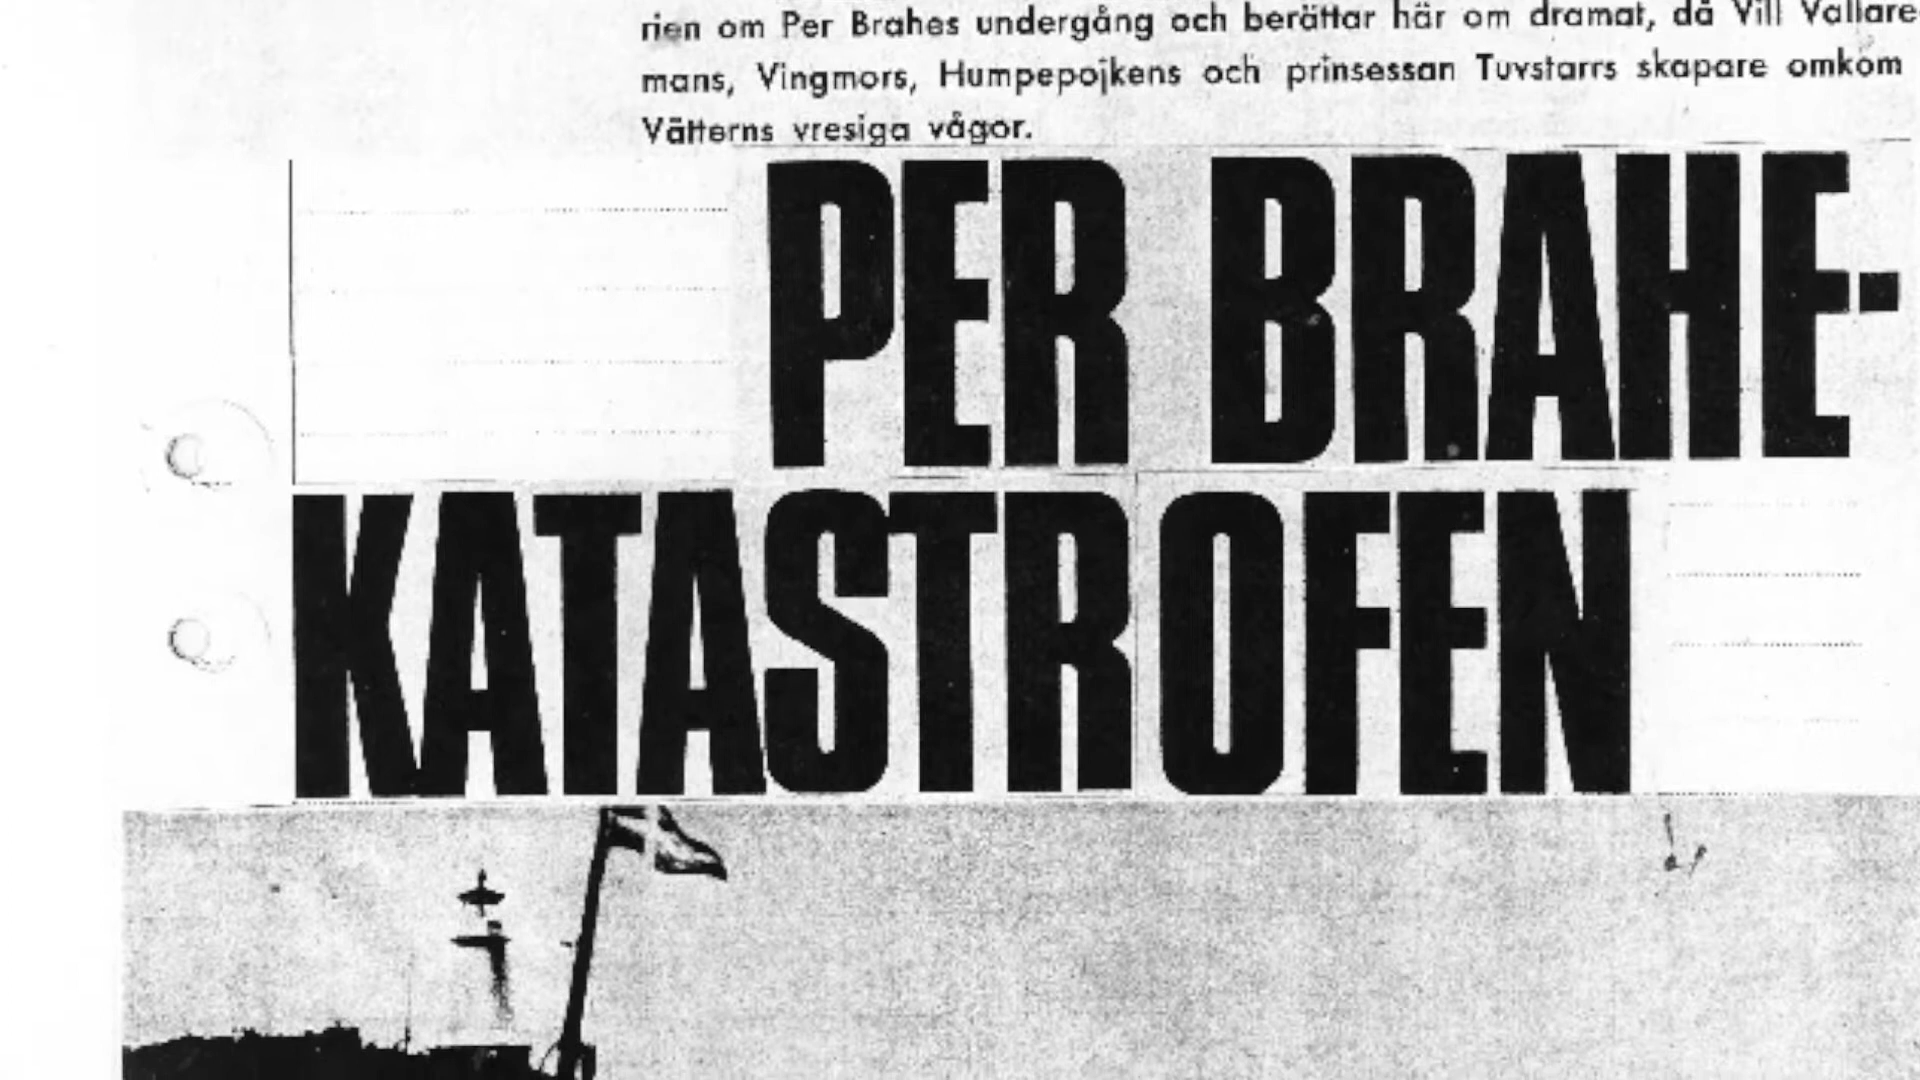 rien om Per Brahes undergång och berättar här om dramat, då Vill Vallare
mans, Vingmors, Humpepojkens och prinsessan Tuvstarrs skapare omkom
Vätterns vresiga vågor.
PER BRAHE-
KATASTROFEN